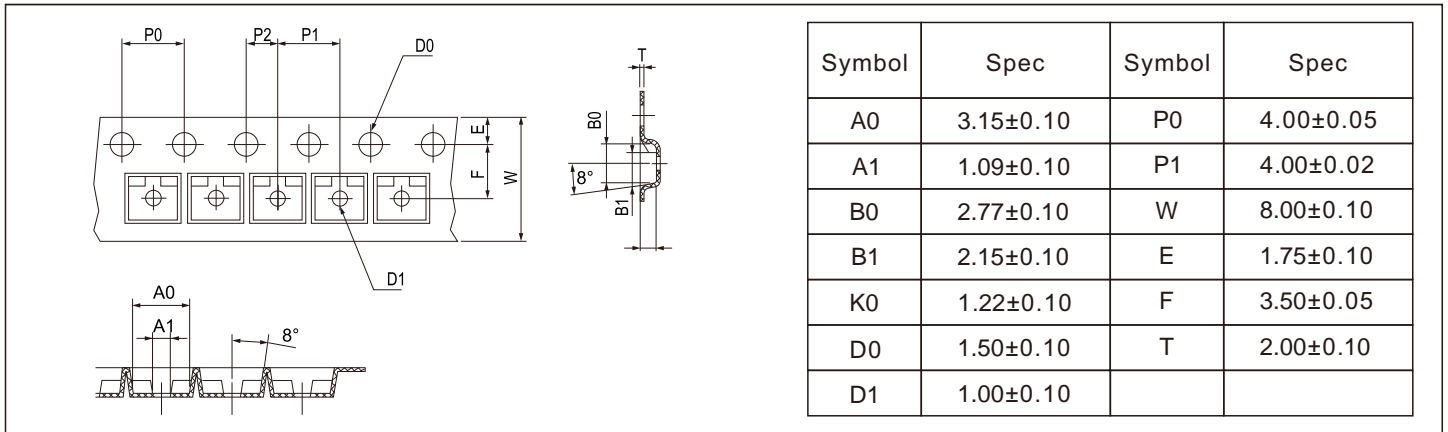 P0 P2 P1 D0
E
F
W
D1
T
B0
8°
B1
A0
A1
8°
Symbol Spec Symbol Spec
A0 3.15±0.10 P0 4.00±0.05
A1 1.09±0.10 P1 4.00±0.02
B0 2.77±0.10 W 8.00±0.10
B1 2.15±0.10 E 1.75±0.10
K0 1.22±0.10 F 3.50±0.05
D0 1.50±0.10 T 2.00±0.10
D1 1.00±0.10